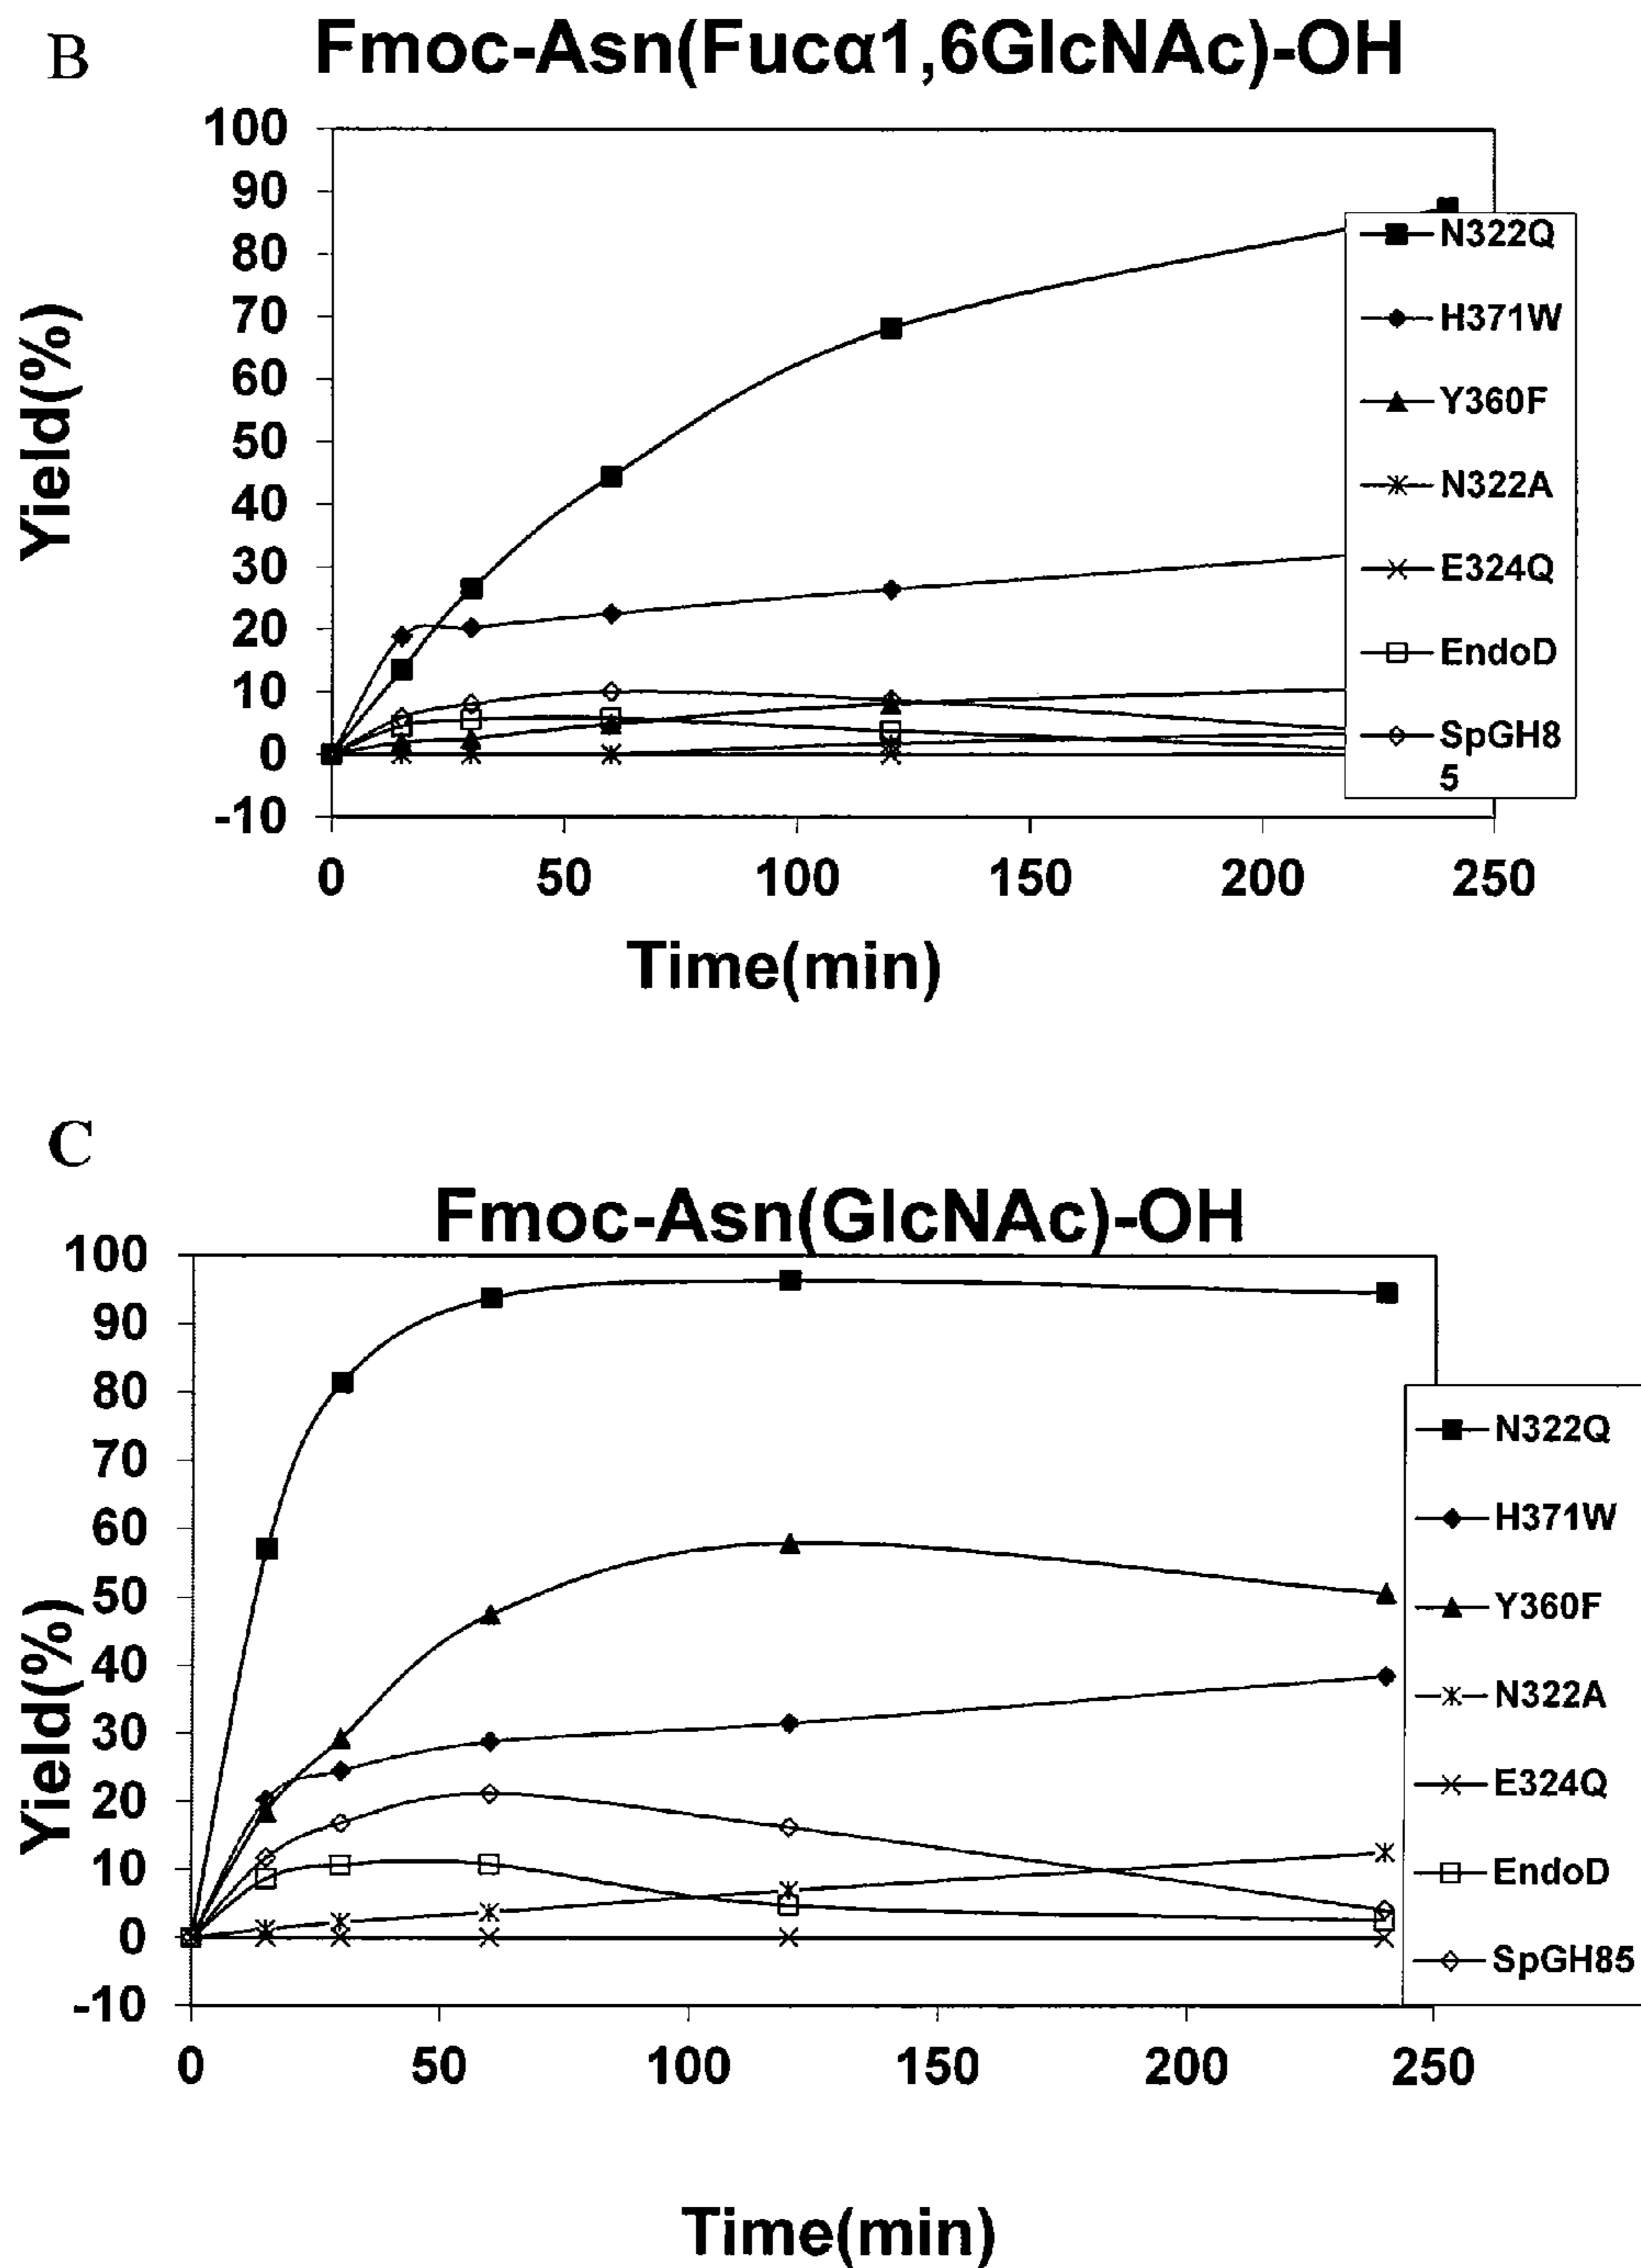 B
Fmoc-Asn(Fucα1,6GlcNAc)-OH
100
90
80
70
60
50
40
30
20
10
0
-10
Yield(%)
0 50 100 150 200 250
Time(min)
N322Q
H371W
Y360F
N322A
E324Q
EndoD
SpGH8
5
C
Fmoc-Asn(GlcNAc)-OH
100
90
80
70
60
50
40
30
20
10
0
-10
Yield(%)
0 50 100 150 200 250
Time(min)
N322Q
H371W
Y360F
N322A
E324Q
EndoD
SpGH85